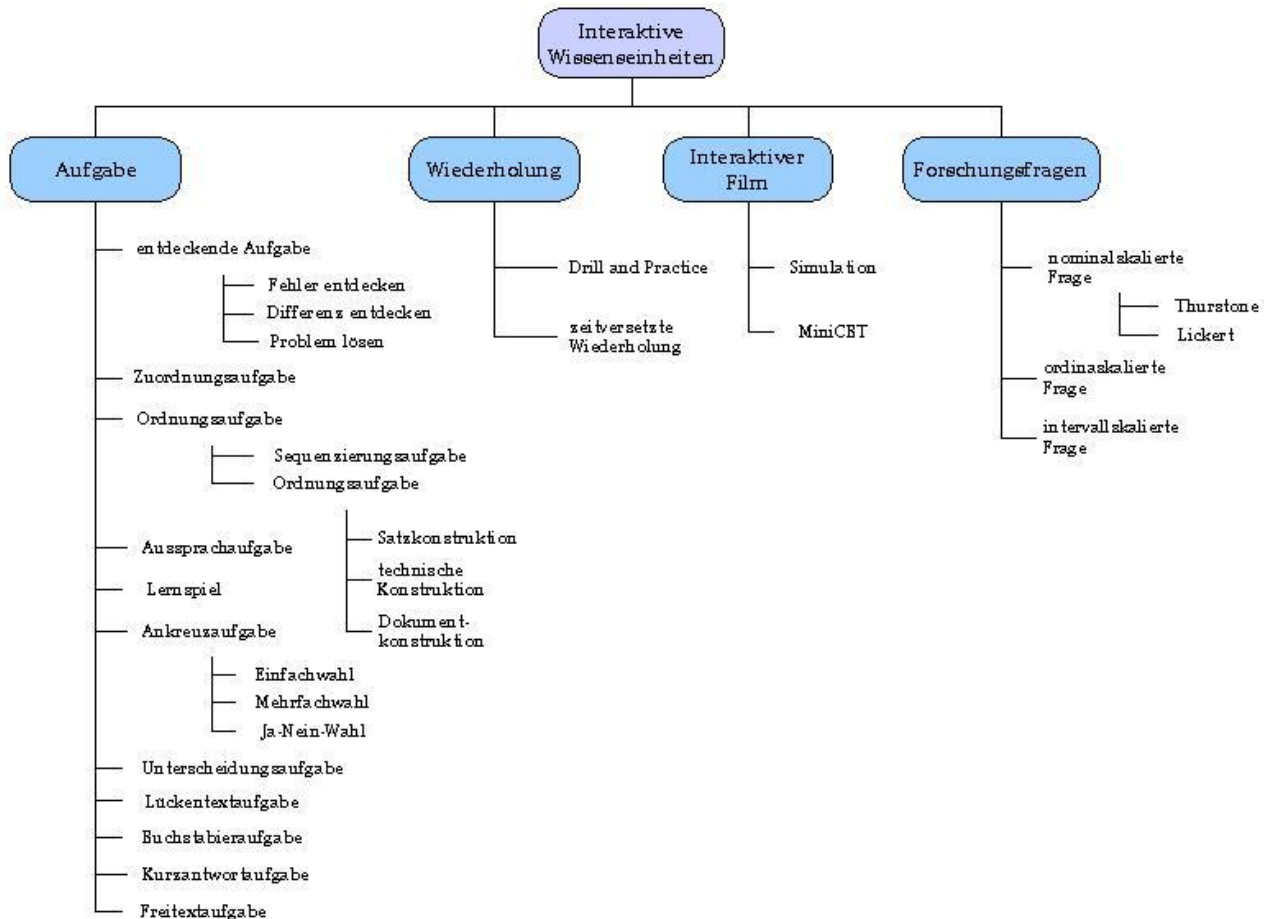 Interaktive
Wissenseinheiten
Aufgabe
Wiederholung
Interaktiver
Film
Forschungsfragen
entdeckende Aufgabe
Fehler entdecken
Differenz entdecken
Problem lösen
Zuordnungsaufgabe
Ordnungsaufgabe
Sequenzierungsaufgabe
Ordnungsaufgabe
Satzkonstruktion
technische
Konstruktion
Dokument-
konstruktion
Aussprachaufgabe
Lernspiel
Ankreuzaufgabe
Einfachwahl
Mehrfachwahl
Ja-Nein-Wahl
Unterscheidungsaufgabe
Lückentextaufgabe
Buchstabieraufgabe
Kurzantwortaufgabe
Freitextaufgabe
Drill and Practice
zeitversetzte
Wiederholung
Simulation
MiniCBT
nominalskalierte
Frage
Thurstone
Lickert
ordinaskalierte
Frage
intervallskalierte
Frage